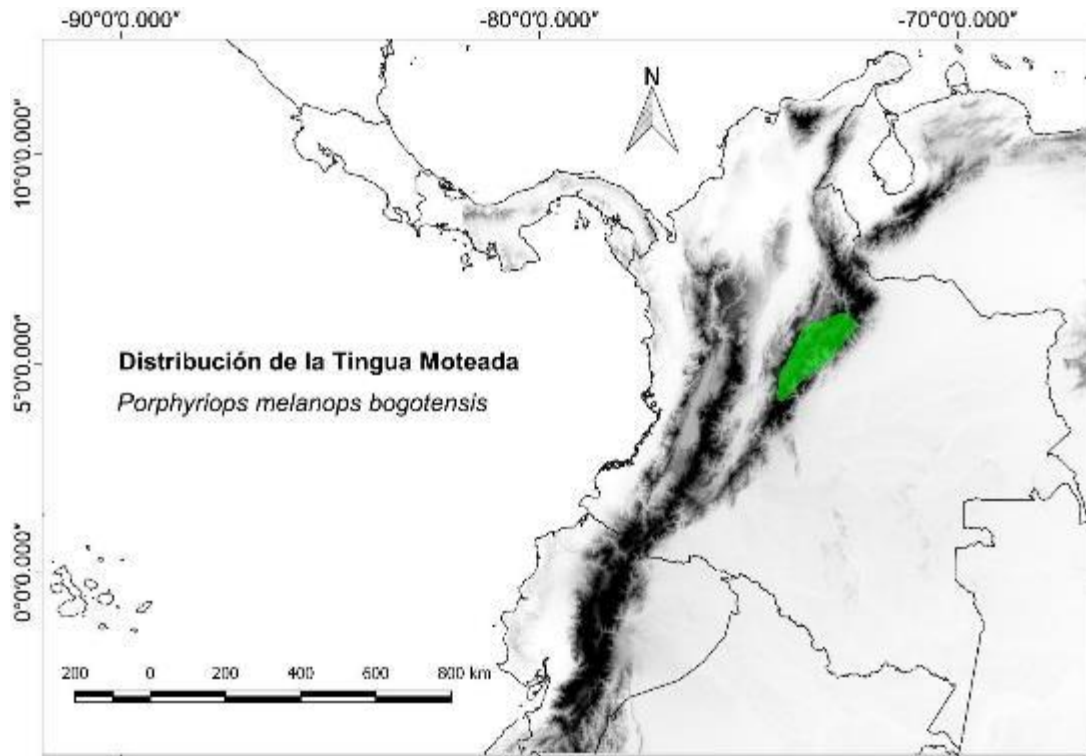 -90°0'0.000" -80°0'0.000" -70°0'0.000"
N
10°0'0.000"
5°0'0.000"
0°0'0.000"
Distribución de la Tingua Moteada
Porphyriops melanops bogotensis
200 0 200 400 600 800 km